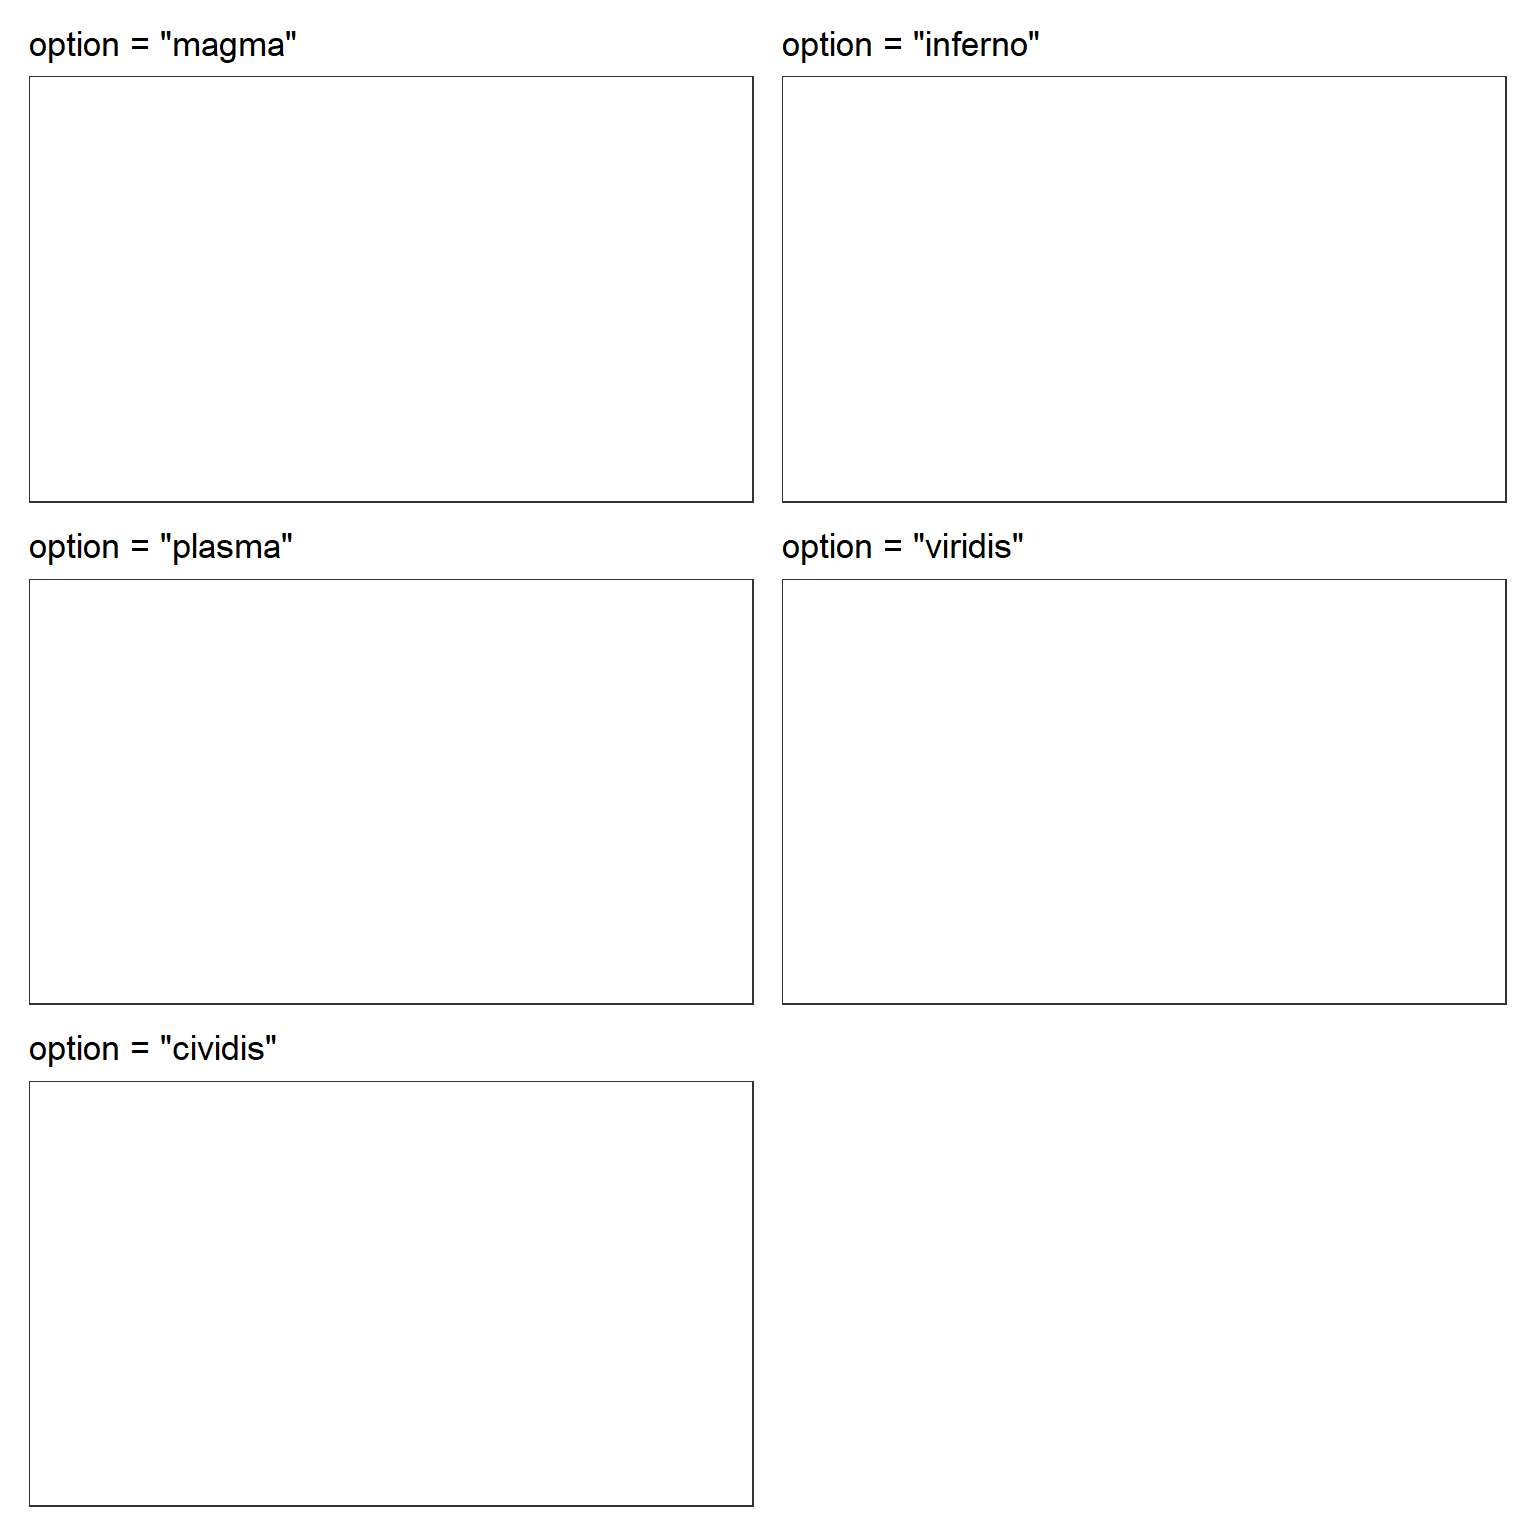 option = "magma"
option = "inferno"
option = "plasma"
option = "viridis"
option = "cividis"